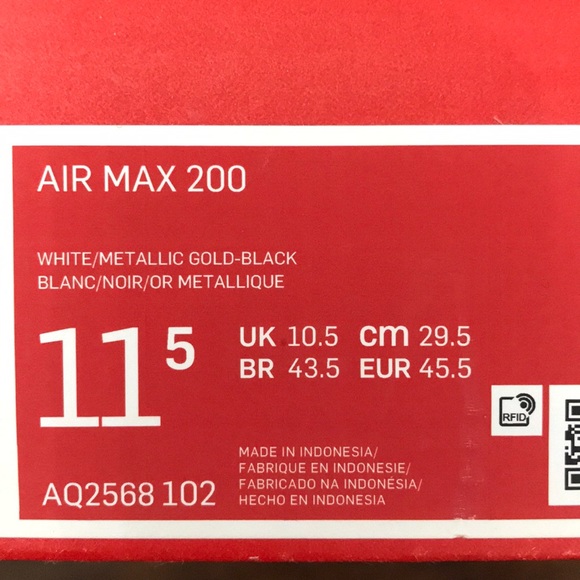 AIR MAX 200
WHITE/METALLIC GOLD-BLACK
BLANC/NOIR/OR METALLIQUE
11 5
UK 10.5 cm 29.5
BR 43.5 EUR 45.5
RFID
MADE IN INDONESIA/
FABRIQUE EN INDONESIE/
FABRICADO NA INDONÉSIA/
HECHO EN INDONESIA
AQ2568 102